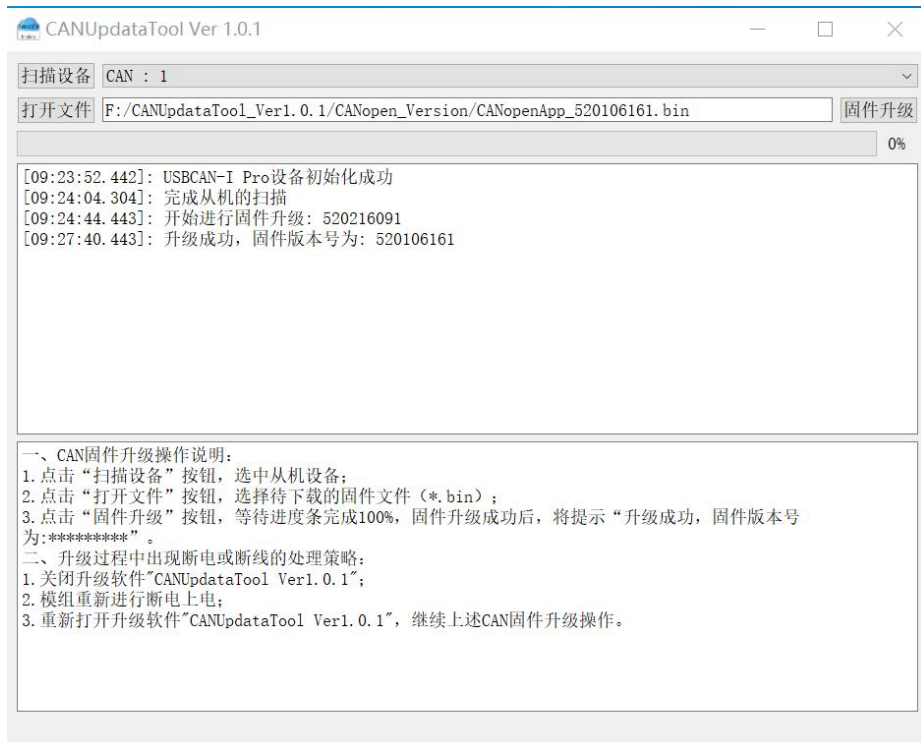 CANUpdataTool Ver 1.0.1
扫描设备 CAN : 1
打开文件 F:/CANUpdataTool_Ver1.0.1/CANopen_Version/CANopenApp_520106161.bin 固件升级
0%
[09:23:52.442]: USBCAN-I Pro设备初始化成功
[09:24:04.304]: 完成从机的扫描
[09:24:44.443]: 开始进行固件升级: 520216091
[09:27:40.443]: 升级成功, 固件版本号为: 520106161
一、CAN固件升级操作说明:
1.点击“扫描设备”按钮, 选中从机设备;
2.点击“打开文件”按钮, 选择待下载的固件文件 (*.bin) ;
3.点击“固件升级”按钮, 等待进度条完成100%, 固件升级成功后, 将提示“升级成功, 固件版本号
为:*********”。
二、升级过程中出现断电或断线的处理策略:
1.关闭升级软件"CANUpdataTool Ver1.0.1";
2.模组重新进行断电上电;
3.重新打开升级软件"CANUpdataTool Ver1.0.1", 继续上述CAN固件升级操作。